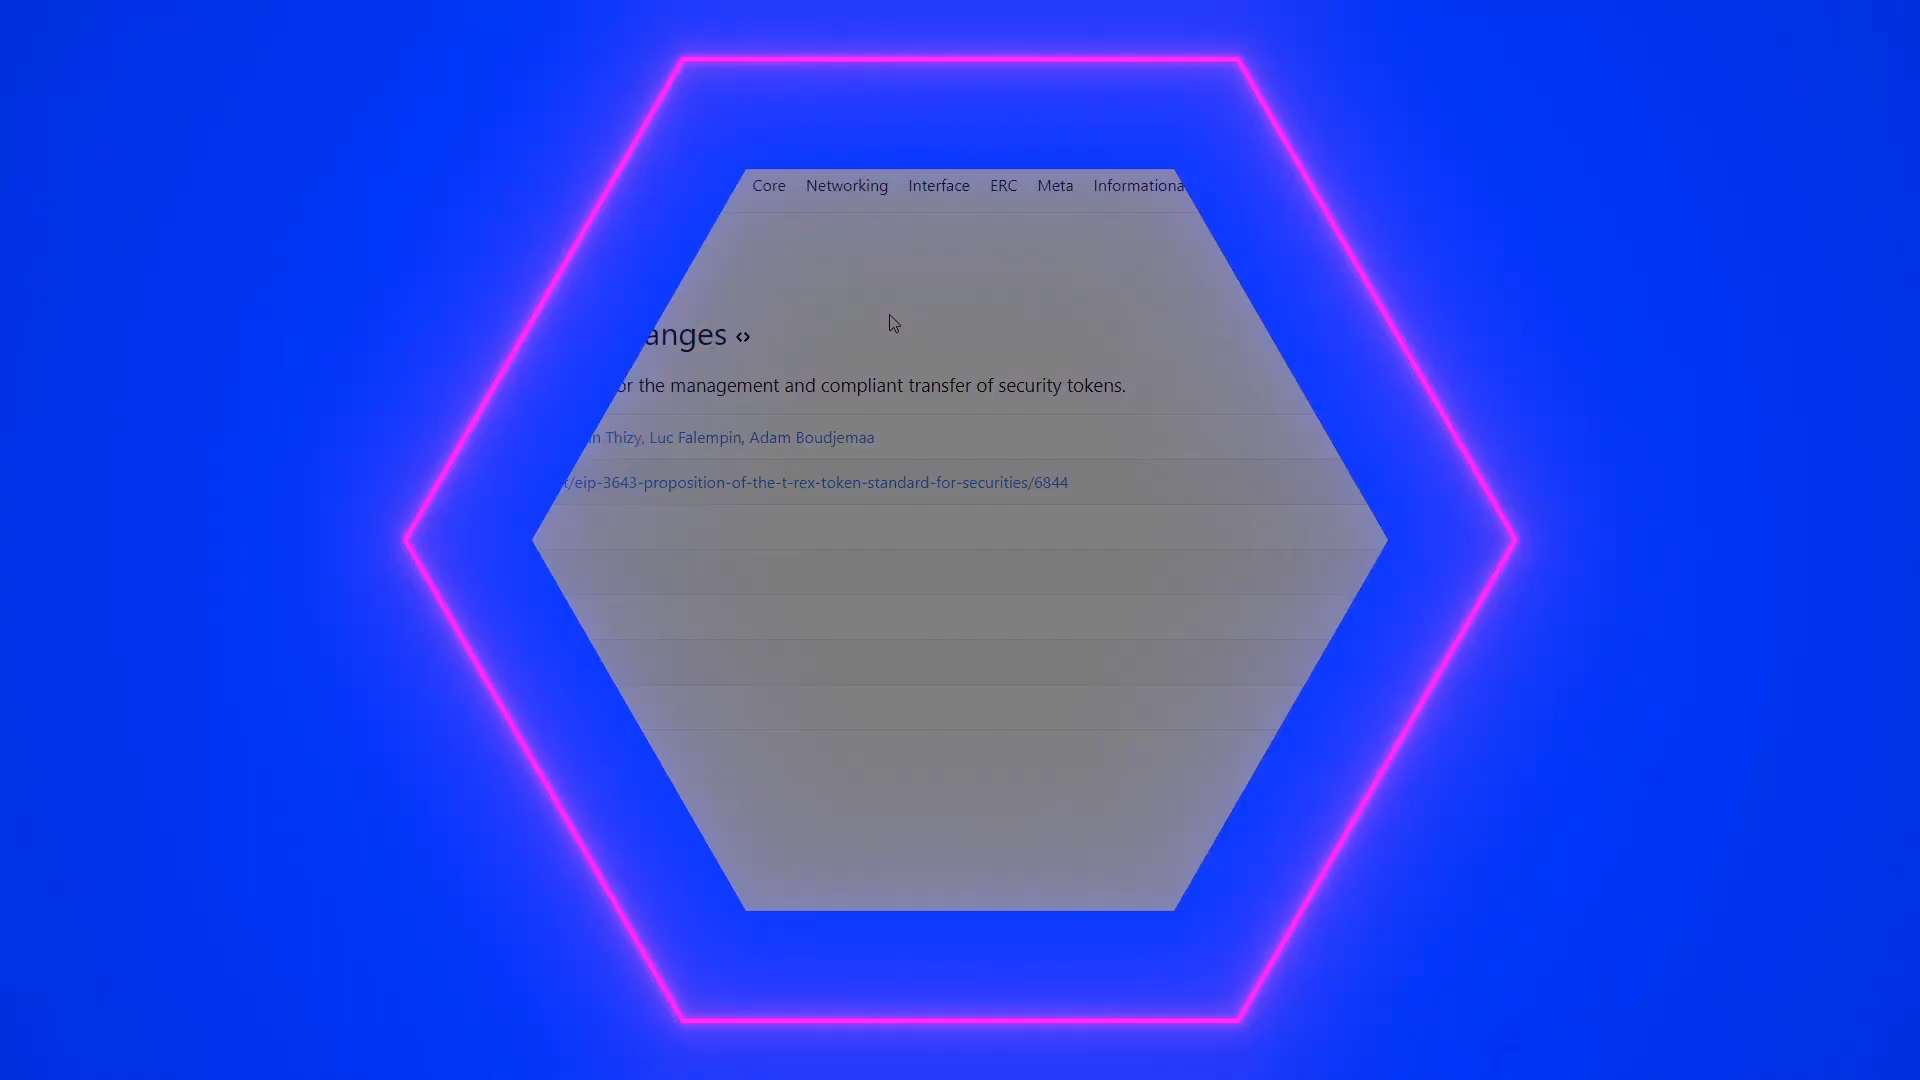 Core Networking Interface ERC Meta Informationa
anges <>
or the management and compliant transfer of security tokens.
in Thizy, Luc Falempin, Adam Boudjemaa
t/eip-3643-proposition-of-the-t-rex-token-standard-for-securities/6844